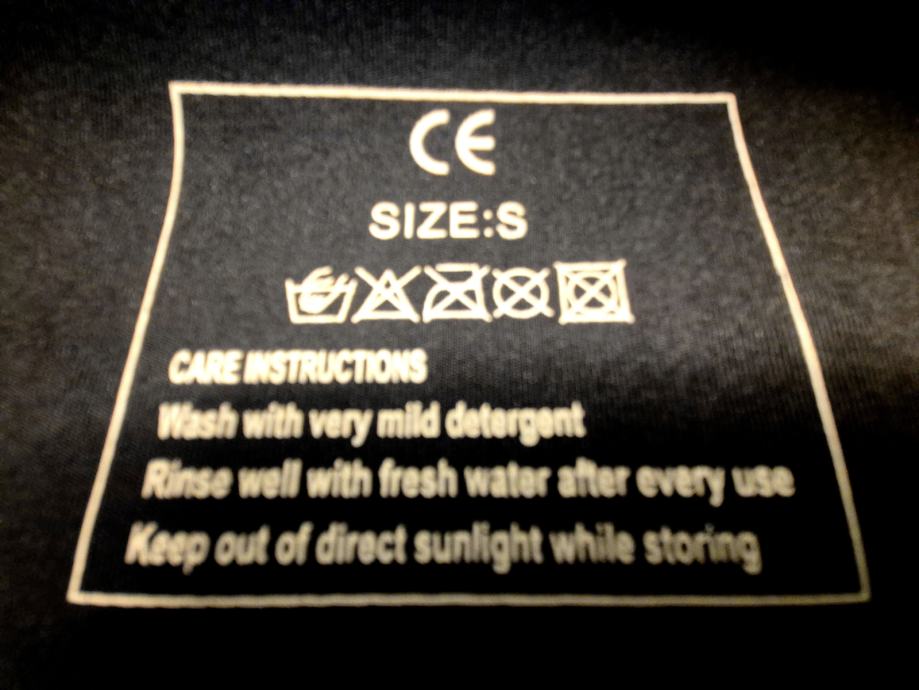 CE
SIZE:S
CARE INSTRUCTIONS
Wash with very mild detergent
Rinse well with fresh water after every use
Keep out of direct sunlight while storing